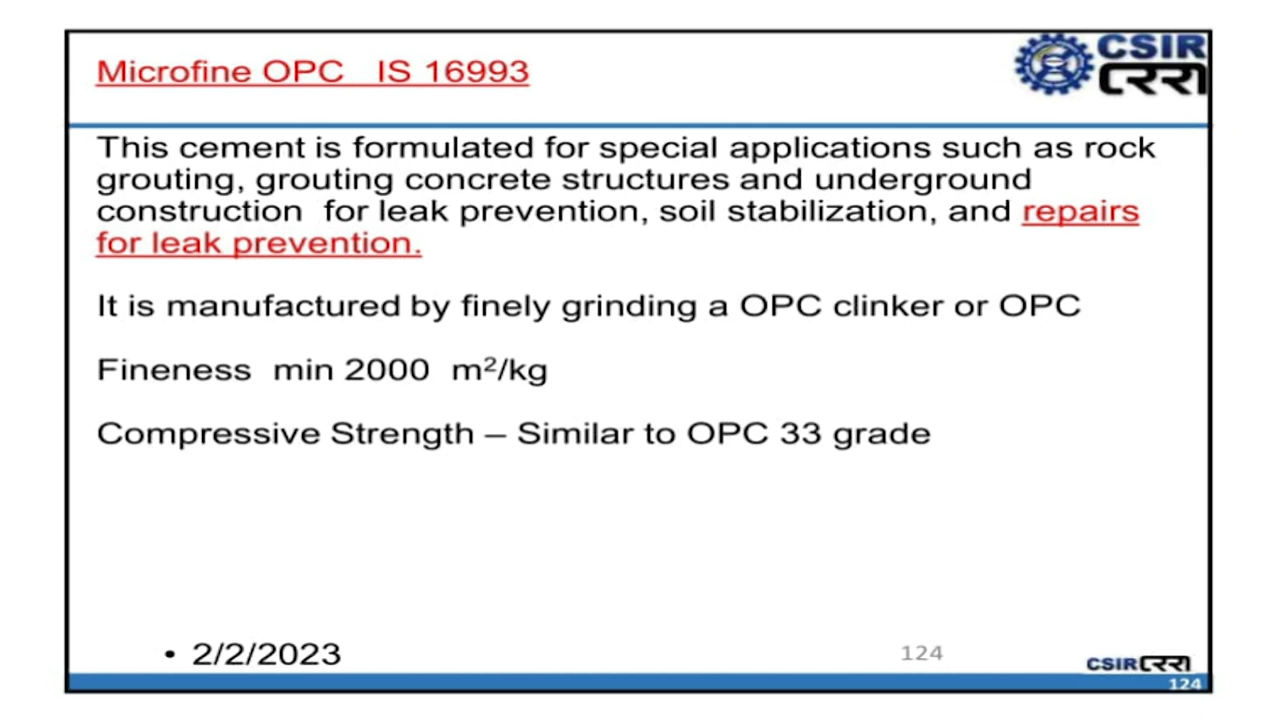 Microfine OPC IS 16993
CSIR
This cement is formulated for special applications such as rock
grouting, grouting concrete structures and underground
construction for leak prevention, soil stabilization, and repairs
for leak prevention.
It is manufactured by finely grinding a OPC clinker or OPC
Fineness min 2000 m²/kg
Compressive Strength – Similar to OPC 33 grade
• 2/2/2023
124
CSIR
124